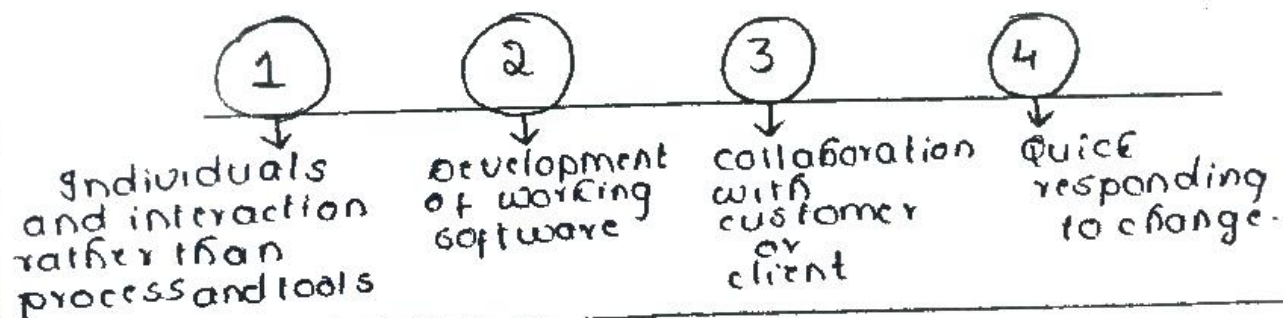 1
Individuals
and interaction
rather than
process and tools
2
Development
of working
software
3
collaboration
with
customer
or
client
4
Quick
responding
to change.